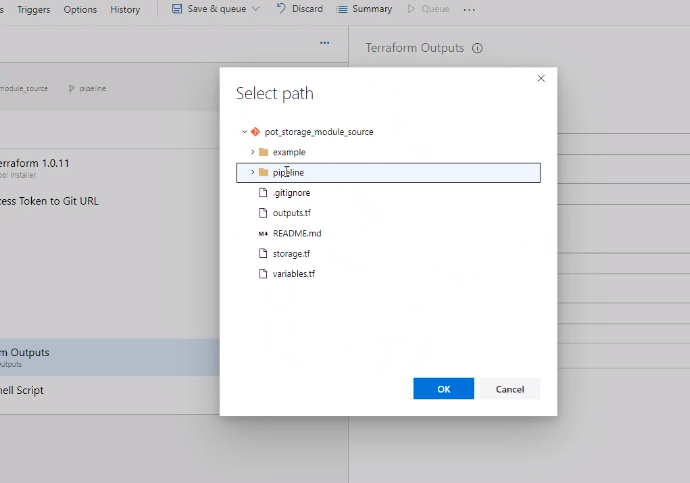 s Triggers Options History Save & queue Discard Summary Queue ...
Terraform Outputs
module_source pipeline
Select path
pot_storage_module_source
example
pipeline
.gitignore
outputs.tf
README.md
storage.tf
variables.tf
OK Cancel
erraform 1.0.11
ool installer
cess Token to Git URL
m Outputs
utputs
hell Script